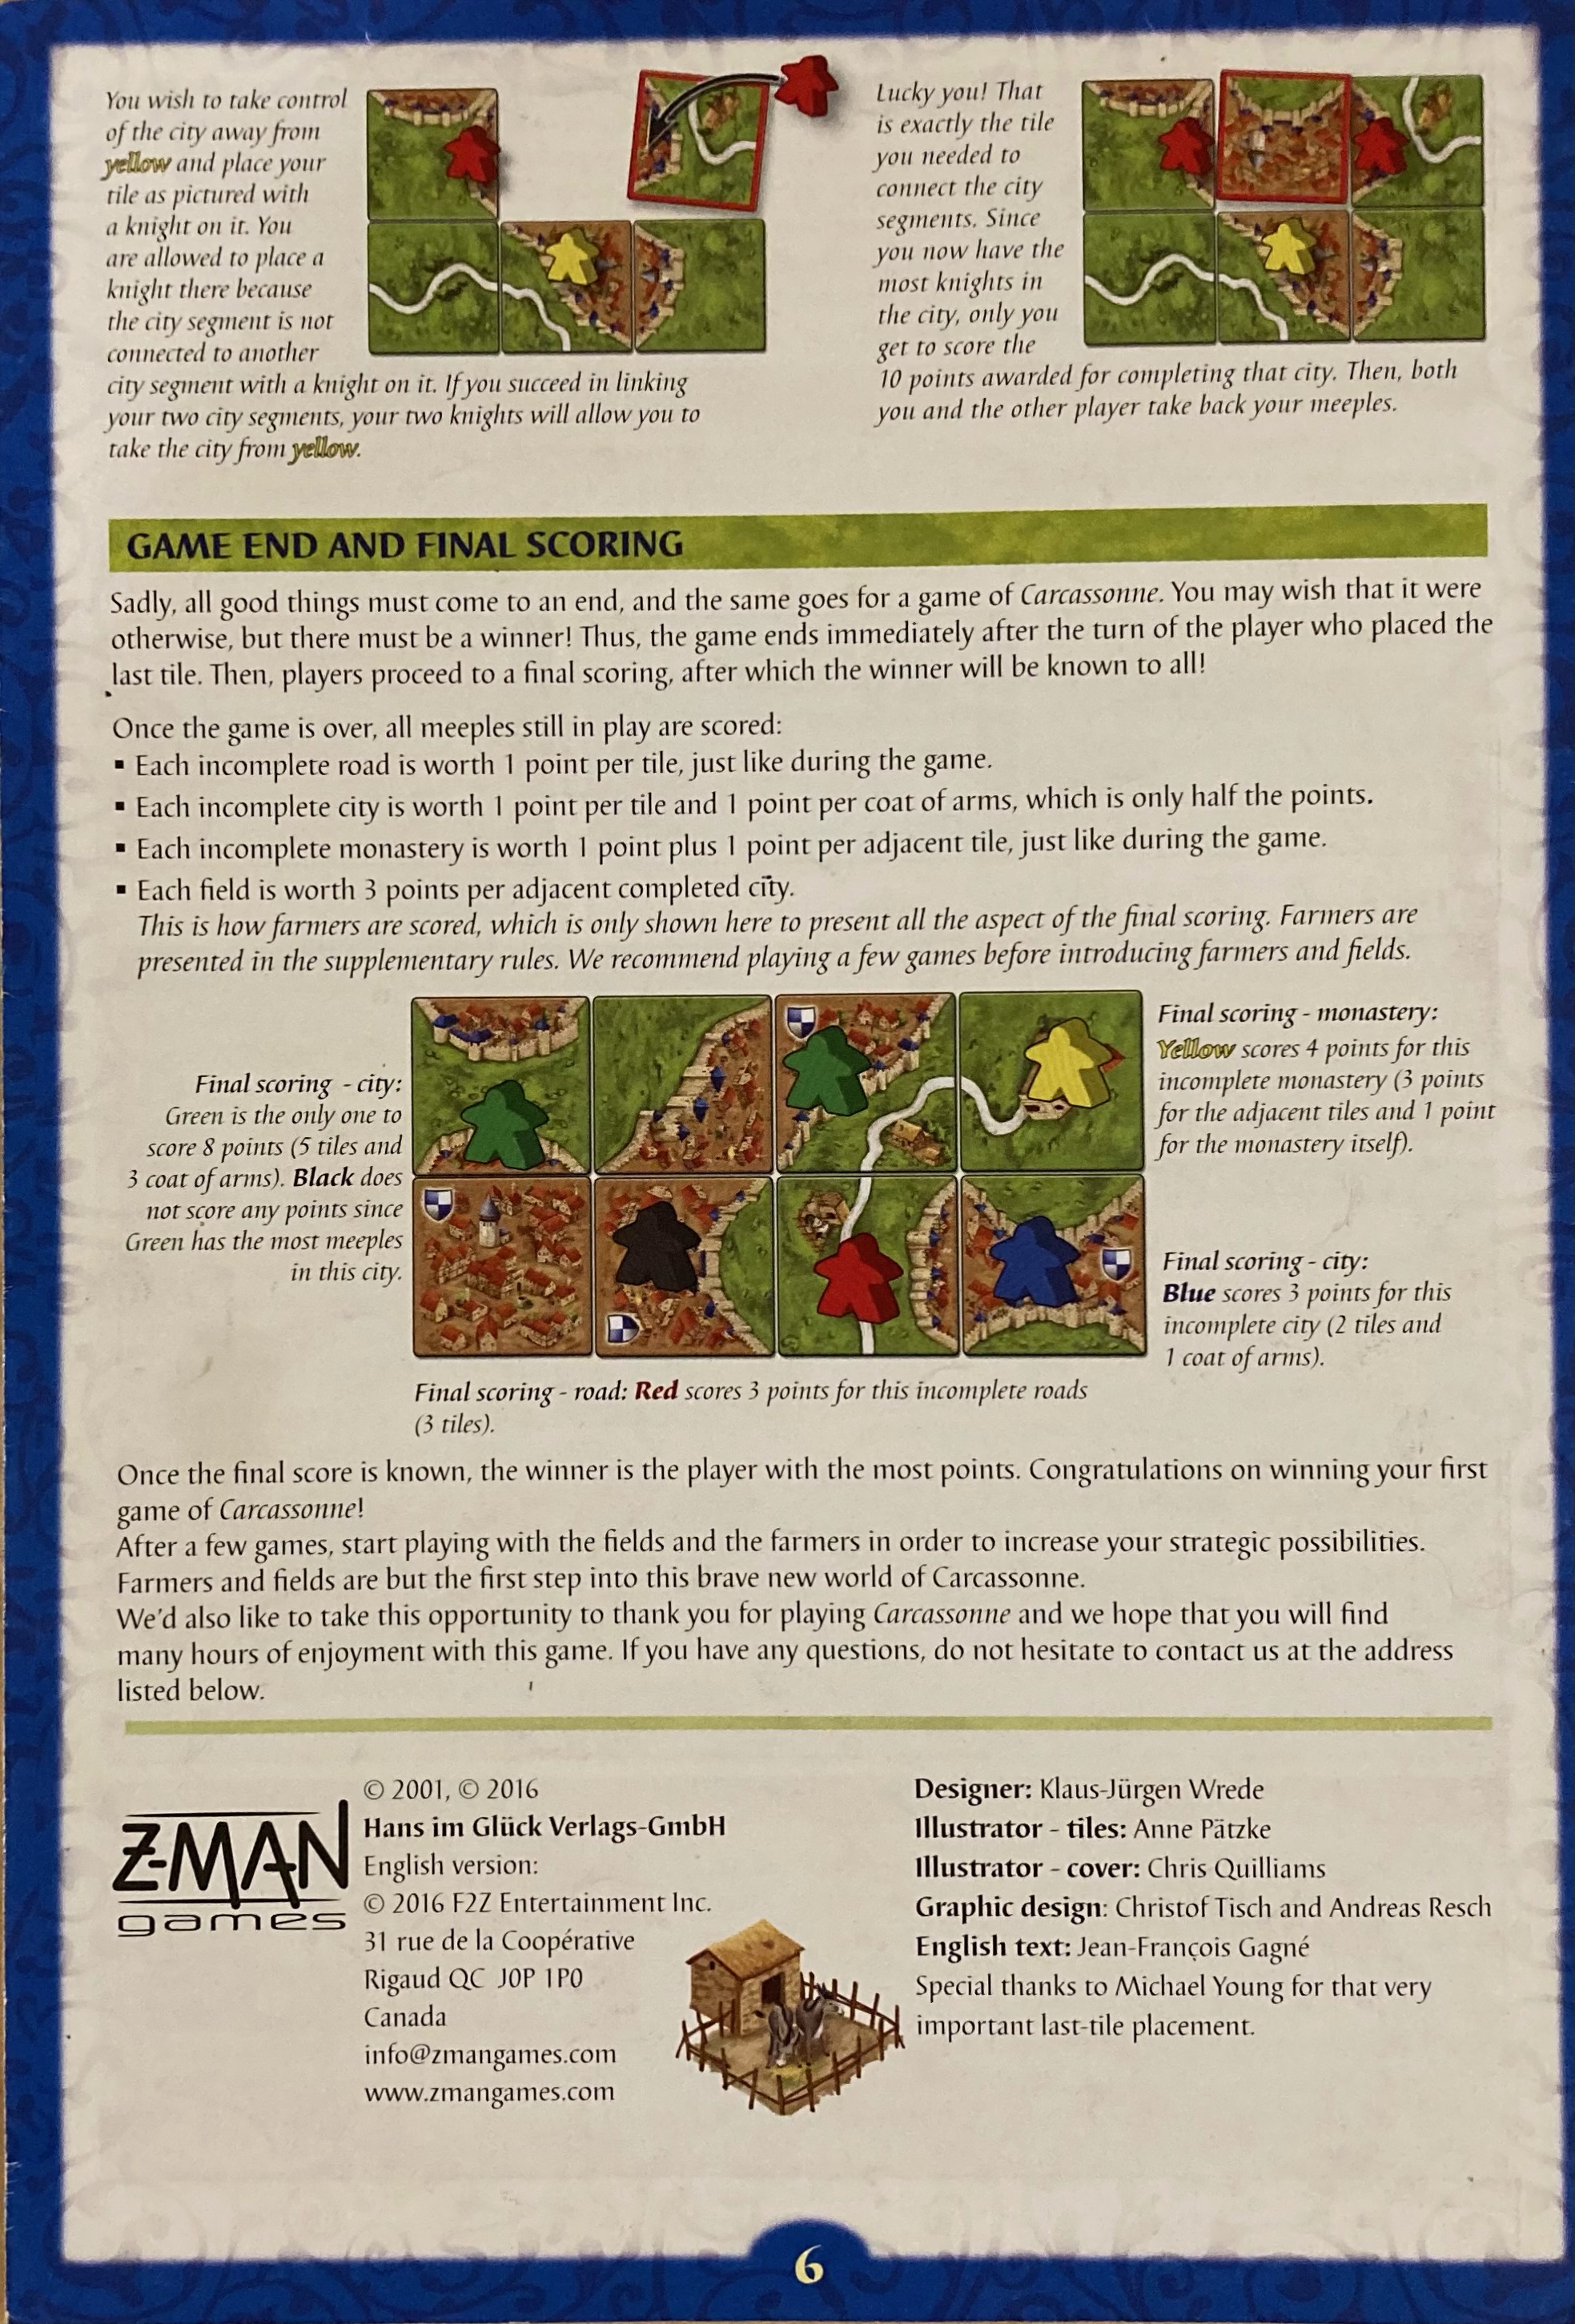 You wish to take control
of the city away from
yellow and place your
tile as pictured with
a knight on it. You
are allowed to place a
knight there because
the city segment is not
connected to another
city segment with a knight on it. If you succeed in linking
your two city segments, your two knights will allow you to
take the city from yellow.
Lucky you! That
is exactly the tile
you needed to
connect the city
segments. Since
you now have the
most knights in
the city, only you
get to score the
10 points awarded for completing that city. Then, both
you and the other player take back your meeples.
GAME END AND FINAL SCORING
Sadly, all good things must come to an end, and the same goes for a game of Carcassonne. You may wish that it were
otherwise, but there must be a winner! Thus, the game ends immediately after the turn of the player who placed the
last tile. Then, players proceed to a final scoring, after which the winner will be known to all!
Once the game is over, all meeples still in play are scored:
▪ Each incomplete road is worth 1 point per tile, just like during the game.
▪ Each incomplete city is worth 1 point per tile and 1 point per coat of arms, which is only half the points.
▪ Each incomplete monastery is worth 1 point plus 1 point per adjacent tile, just like during the game.
▪ Each field is worth 3 points per adjacent completed city.
This is how farmers are scored, which is only shown here to present all the aspect of the final scoring. Farmers are
presented in the supplementary rules. We recommend playing a few games before introducing farmers and fields.
Final scoring - city:
Green is the only one to
score 8 points (5 tiles and
3 coat of arms). Black does
not score any points since
Green has the most meeples
in this city.
Final scoring - monastery:
Yellow scores 4 points for this
incomplete monastery (3 points
for the adjacent tiles and 1 point
for the monastery itself).
Final scoring - city:
Blue scores 3 points for this
incomplete city (2 tiles and
1 coat of arms).
Final scoring - road: Red scores 3 points for this incomplete roads
(3 tiles).
Once the final score is known, the winner is the player with the most points. Congratulations on winning your first
game of Carcassonne!
After a few games, start playing with the fields and the farmers in order to increase your strategic possibilities.
Farmers and fields are but the first step into this brave new world of Carcassonne.
We'd also like to take this opportunity to thank you for playing Carcassonne and we hope that you will find
many hours of enjoyment with this game. If you have any questions, do not hesitate to contact us at the address
listed below.
Z-MAN
games
© 2001, © 2016
Hans im Glück Verlags-GmbH
English version:
© 2016 F2Z Entertainment Inc.
31 rue de la Coopérative
Rigaud QC J0P 1P0
Canada
info@zmangames.com
www.zmangames.com
Designer: Klaus-Jürgen Wrede
Illustrator - tiles: Anne Pätzke
Illustrator - cover: Chris Quilliams
Graphic design: Christof Tisch and Andreas Resch
English text: Jean-François Gagné
Special thanks to Michael Young for that very
important last-tile placement.
6